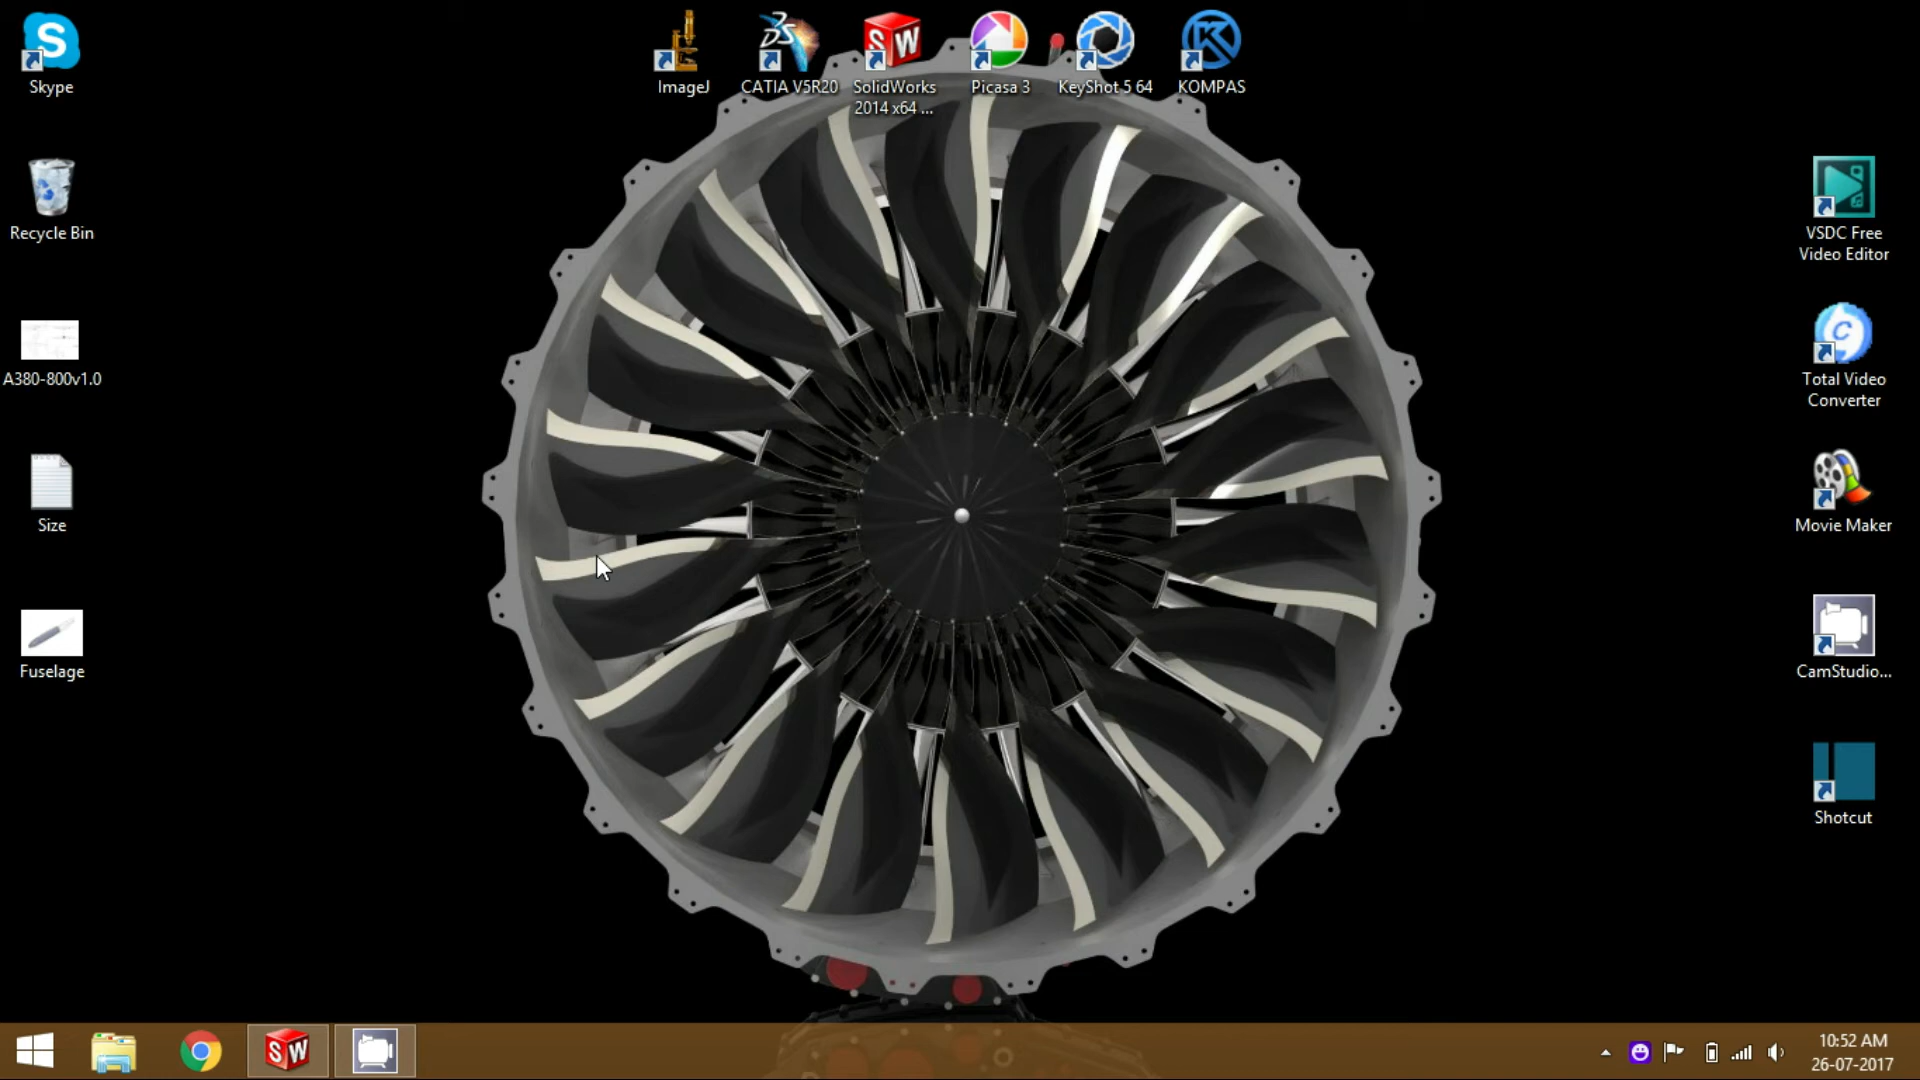 Skype
ImageJ
CATIA V5R20
SolidWorks
2014 x64 ...
Picasa 3
KeyShot 5 64
KOMPAS
Recycle Bin
VSDC Free
Video Editor
A380-800v1.0
Total Video
Converter
Size
Movie Maker
Fuselage
CamStudio...
Shotcut
10:52 AM
26-07-2017